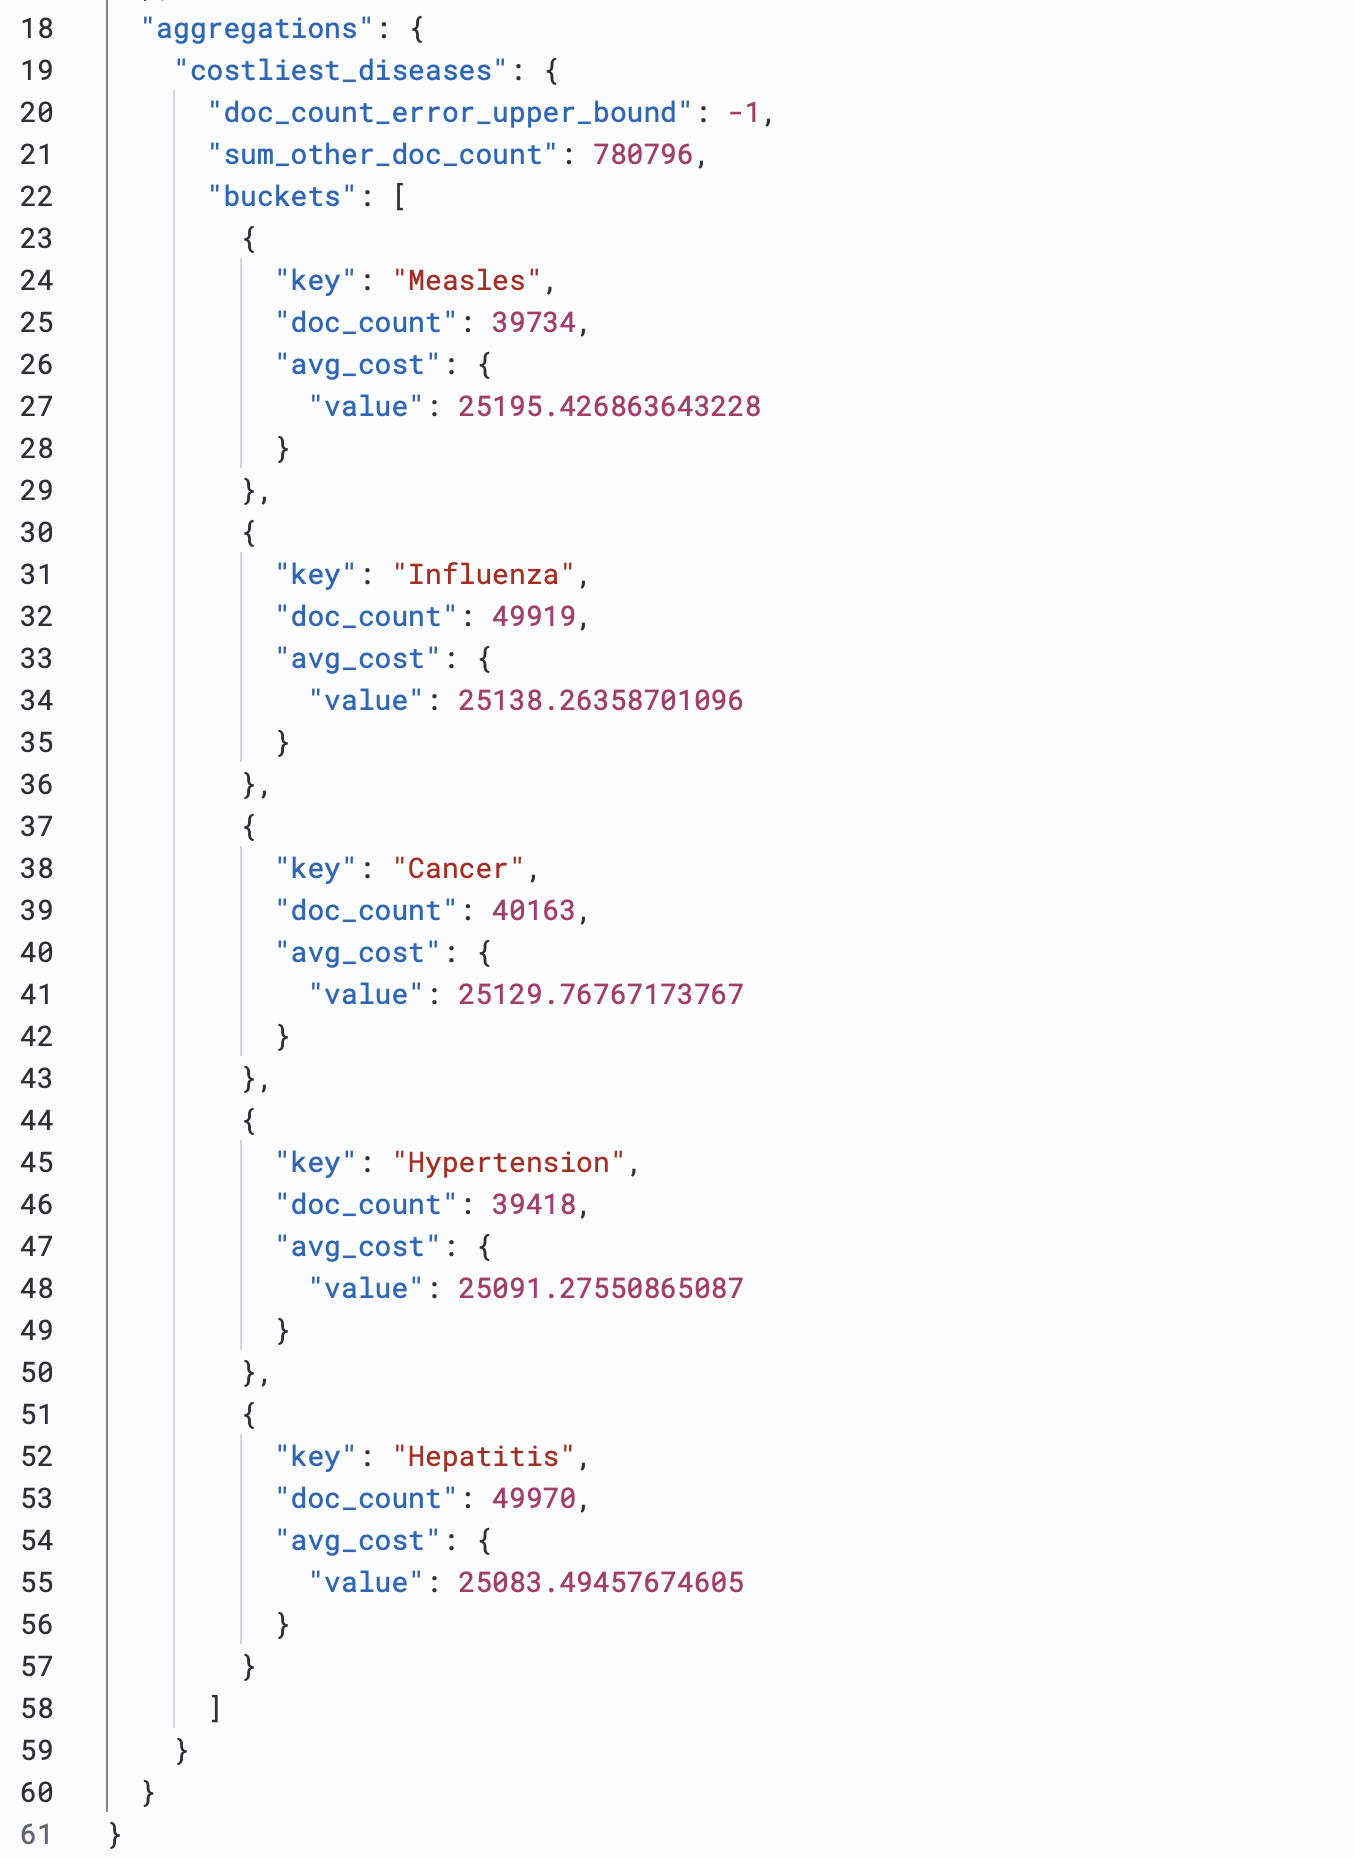 18 "aggregations": {
19 "costliest_diseases": {
20 "doc_count_error_upper_bound": -1,
21 "sum_other_doc_count": 780796,
22 "buckets": [
23 {
24 "key": "Measles",
25 "doc_count": 39734,
26 "avg_cost": {
27 "value": 25195.426863643228
28 }
29 },
30 {
31 "key": "Influenza",
32 "doc_count": 49919,
33 "avg_cost": {
34 "value": 25138.26358701096
35 }
36 },
37 {
38 "key": "Cancer",
39 "doc_count": 40163,
40 "avg_cost": {
41 "value": 25129.76767173767
42 }
43 },
44 {
45 "key": "Hypertension",
46 "doc_count": 39418,
47 "avg_cost": {
48 "value": 25091.27550865087
49 }
50 },
51 {
52 "key": "Hepatitis",
53 "doc_count": 49970,
54 "avg_cost": {
55 "value": 25083.49457674605
56 }
57 }
58 ]
59 }
60 }
61 }